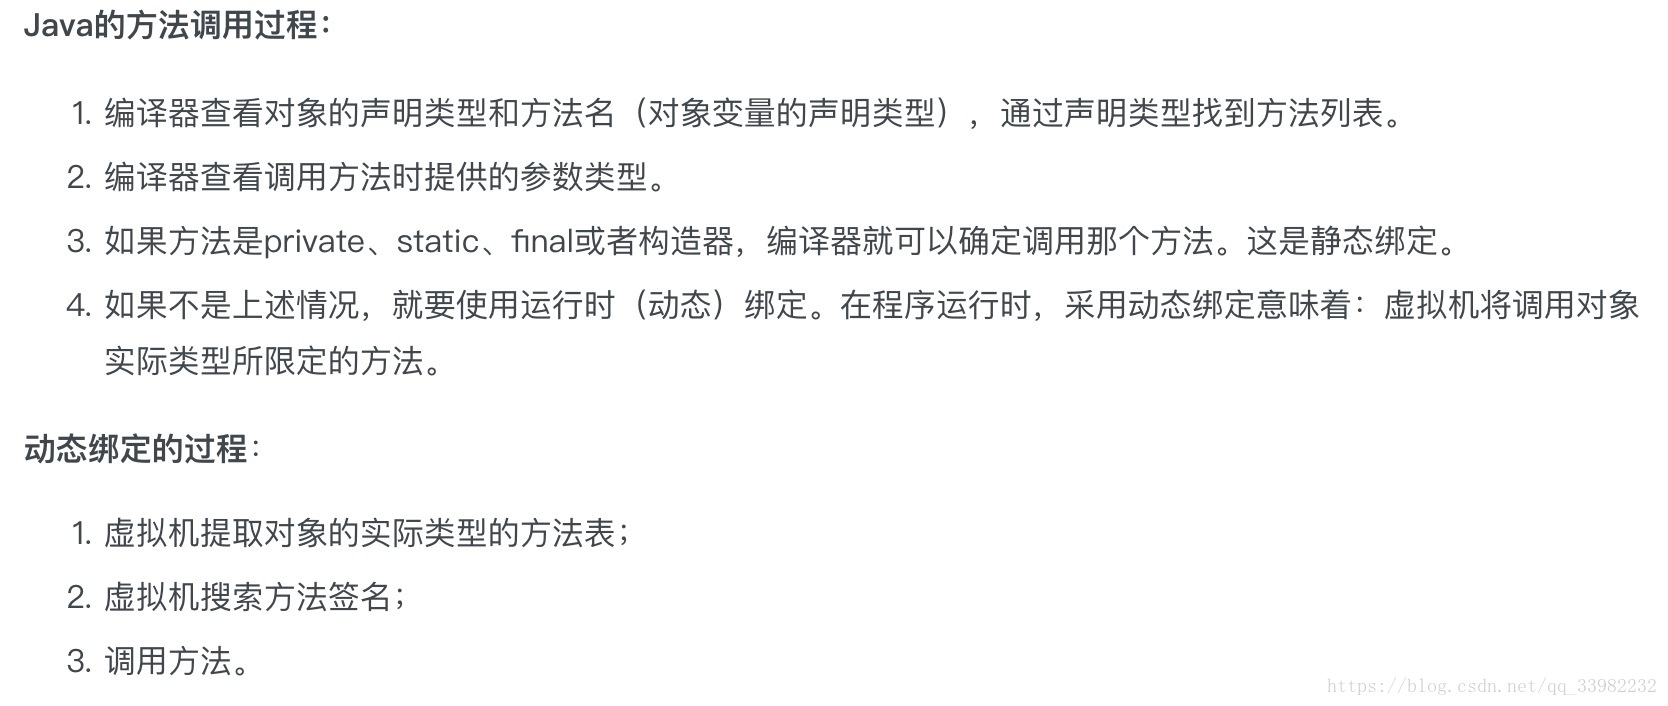 Java的方法调用过程：
1. 编译器查看对象的声明类型和方法名（对象变量的声明类型），通过声明类型找到方法列表。
2. 编译器查看调用方法时提供的参数类型。
3. 如果方法是private、static、final或者构造器，编译器就可以确定调用那个方法。这是静态绑定。
4. 如果不是上述情况，就要使用运行时（动态）绑定。在程序运行时，采用动态绑定意味着：虚拟机将调用对象
实际类型所限定的方法。
动态绑定的过程：
1. 虚拟机提取对象的实际类型的方法表；
2. 虚拟机搜索方法签名；
3. 调用方法。
https://blog.csdn.net/qq_33982232